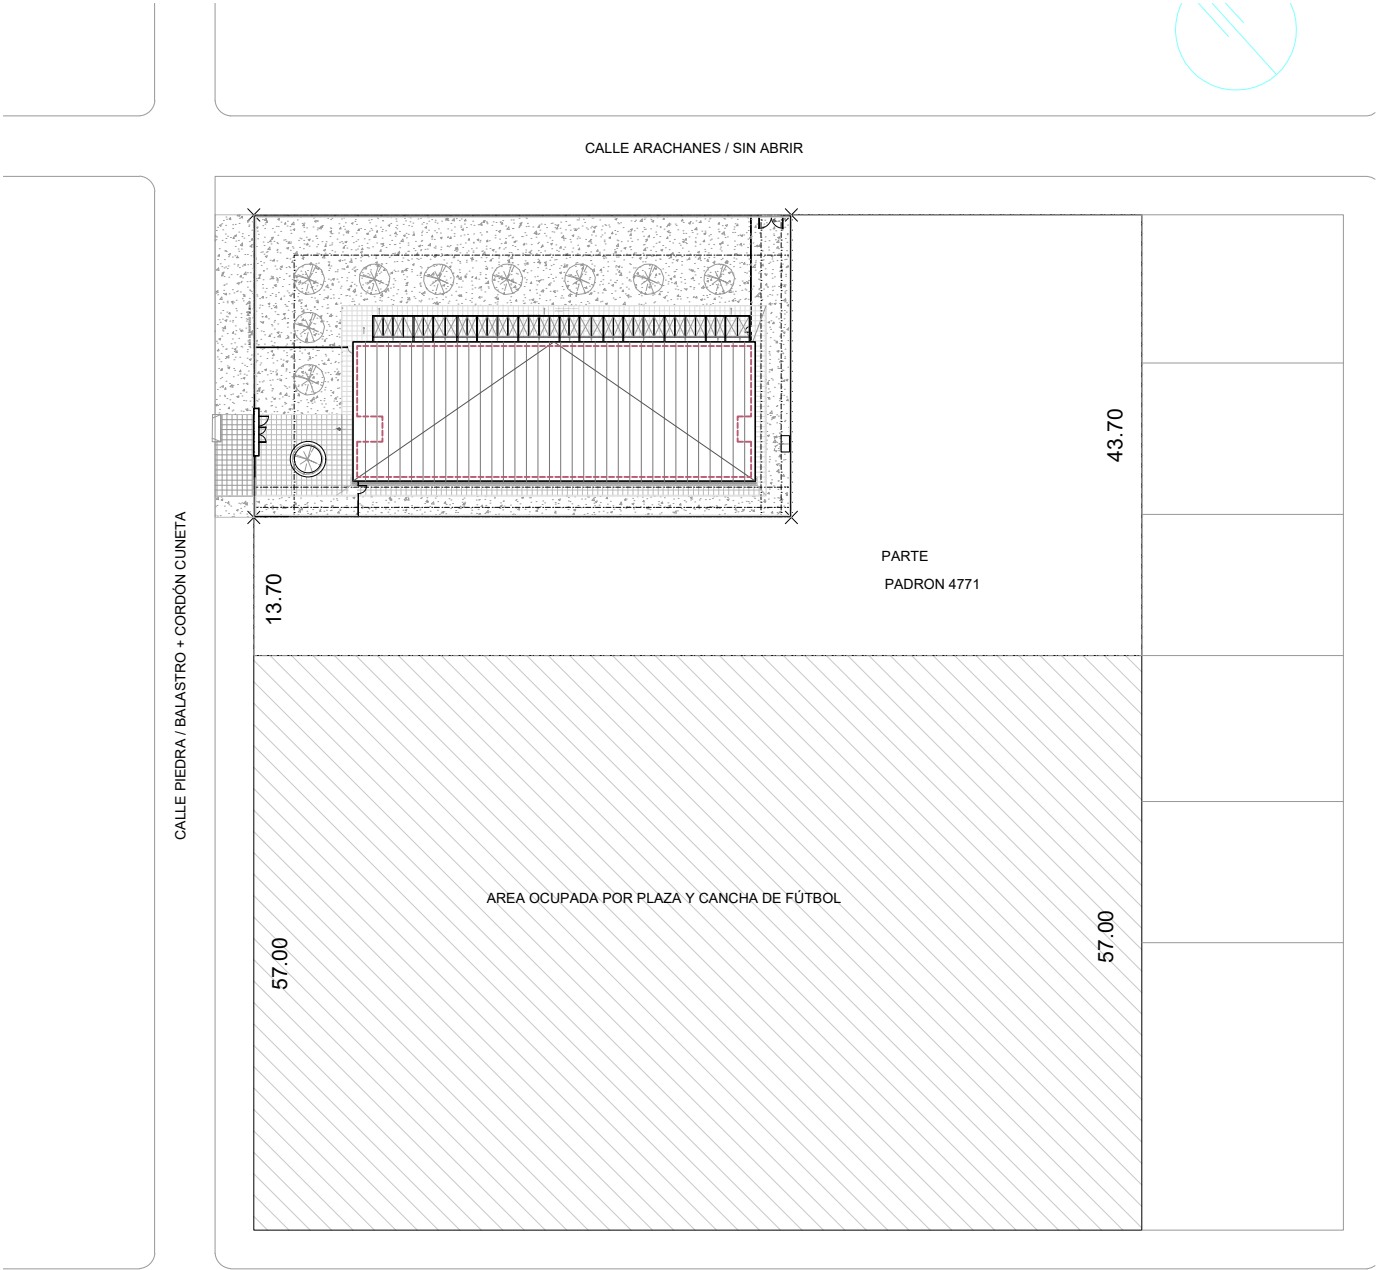 CALLE ARACHANES / SIN ABRIR
43.70
PARTE
PADRON 4771
13.70
CALLE PIEDRA / BALASTRO + CORDÓN CUNETA
AREA OCUPADA POR PLAZA Y CANCHA DE FÚTBOL
57.00
57.00